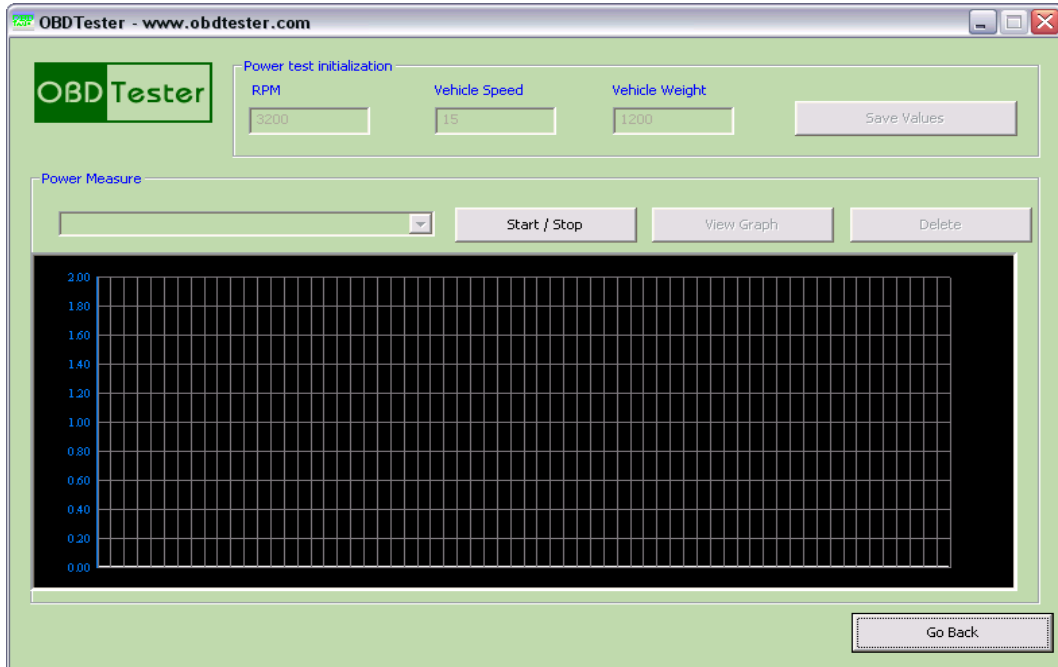 OBDTester - www.obdtester.com
OBD Tester
Power test initialization
RPM Vehicle Speed Vehicle Weight
3200 15 1200 Save Values
Power Measure
Start / Stop View Graph Delete
2.00
1.80
1.60
1.40
1.20
1.00
0.80
0.60
0.40
0.20
0.00
Go Back